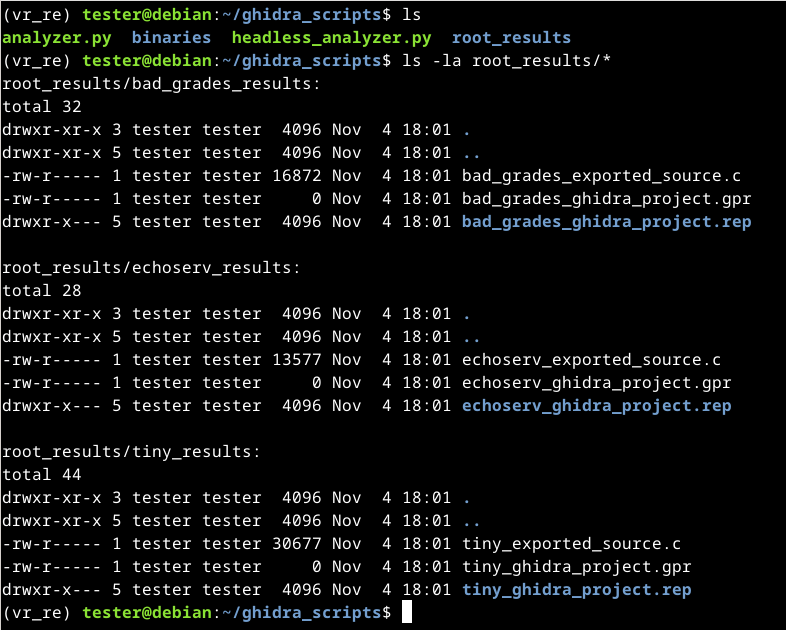 (vr_re) tester@debian:~/ghidra_scripts$ ls
analyzer.py  binaries  headless_analyzer.py  root_results
(vr_re) tester@debian:~/ghidra_scripts$ ls -la root_results/*
root_results/bad_grades_results:
total 32
drwxr-xr-x 3 tester tester  4096 Nov  4 18:01 .
drwxr-xr-x 5 tester tester  4096 Nov  4 18:01 ..
-rw-r----- 1 tester tester 16872 Nov  4 18:01 bad_grades_exported_source.c
-rw-r----- 1 tester tester     0 Nov  4 18:01 bad_grades_ghidra_project.gpr
drwxr-x--- 5 tester tester  4096 Nov  4 18:01 bad_grades_ghidra_project.rep

root_results/echoserv_results:
total 28
drwxr-xr-x 3 tester tester  4096 Nov  4 18:01 .
drwxr-xr-x 5 tester tester  4096 Nov  4 18:01 ..
-rw-r----- 1 tester tester 13577 Nov  4 18:01 echoserv_exported_source.c
-rw-r----- 1 tester tester     0 Nov  4 18:01 echoserv_ghidra_project.gpr
drwxr-x--- 5 tester tester  4096 Nov  4 18:01 echoserv_ghidra_project.rep

root_results/tiny_results:
total 44
drwxr-xr-x 3 tester tester  4096 Nov  4 18:01 .
drwxr-xr-x 5 tester tester  4096 Nov  4 18:01 ..
-rw-r----- 1 tester tester 30677 Nov  4 18:01 tiny_exported_source.c
-rw-r----- 1 tester tester     0 Nov  4 18:01 tiny_ghidra_project.gpr
drwxr-x--- 5 tester tester  4096 Nov  4 18:01 tiny_ghidra_project.rep
(vr_re) tester@debian:~/ghidra_scripts$